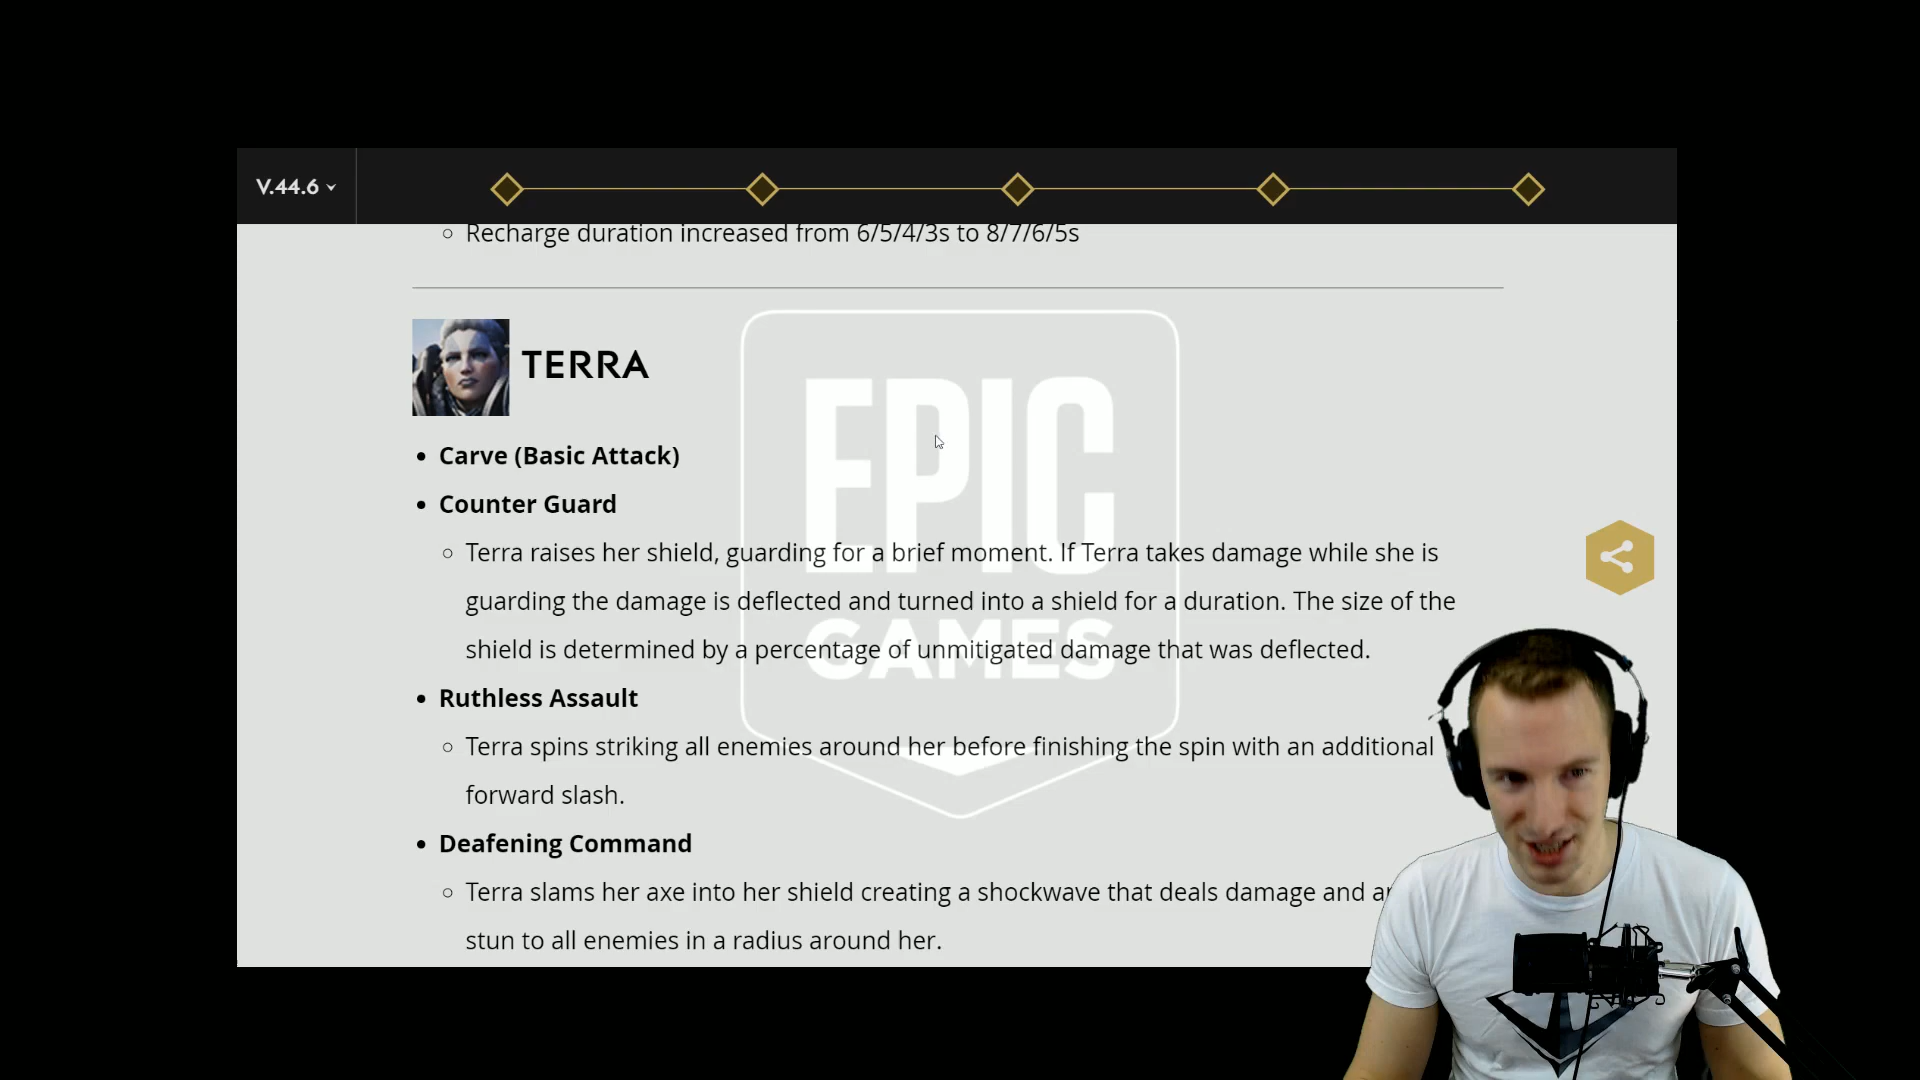 V.44.6
Recharge duration increased from 6/5/4/3s to 8/7/6/5s
TERRA
Carve (Basic Attack)
Counter Guard
Terra raises her shield, guarding for a brief moment. If Terra takes damage while she is
guarding the damage is deflected and turned into a shield for a duration. The size of the
shield is determined by a percentage of unmitigated damage that was deflected.
Ruthless Assault
Terra spins striking all enemies around her before finishing the spin with an additional
forward slash.
Deafening Command
Terra slams her axe into her shield creating a shockwave that deals damage and
stun to all enemies in a radius around her.
EPIC
GAMES